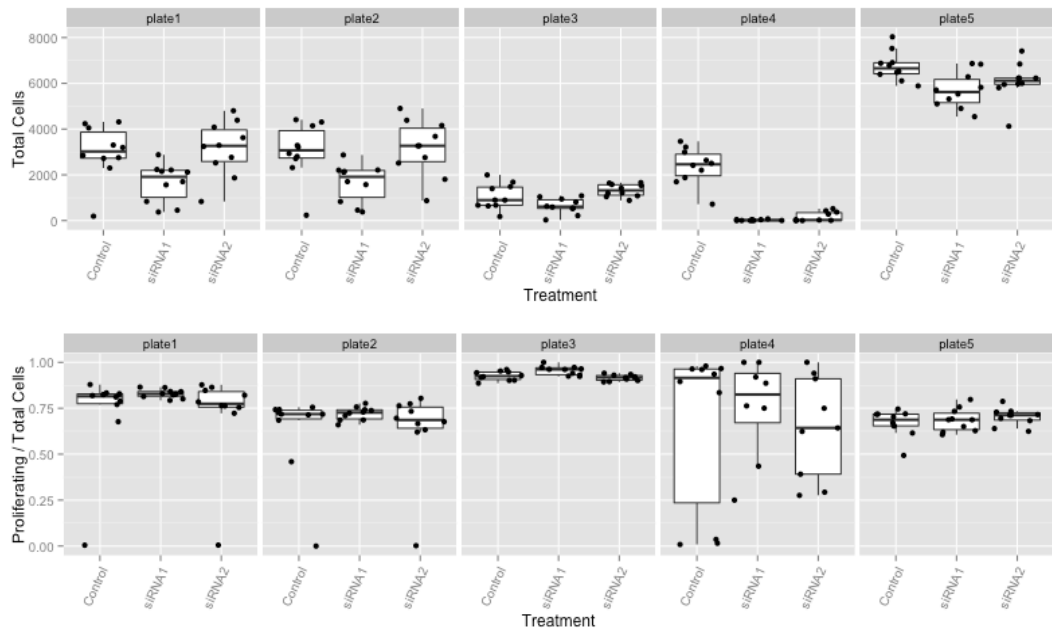 plate1 plate2 plate3 plate4 plate5
Total Cells
8000
6000
4000
2000
0
Control siRNA1 siRNA2 Control siRNA1 siRNA2 Control siRNA1 siRNA2 Control siRNA1 siRNA2 Control siRNA1 siRNA2
Treatment
plate1 plate2 plate3 plate4 plate5
Proliferating / Total Cells
1.00
0.75
0.50
0.25
0.00
Control siRNA1 siRNA2 Control siRNA1 siRNA2 Control siRNA1 siRNA2 Control siRNA1 siRNA2 Control siRNA1 siRNA2
Treatment